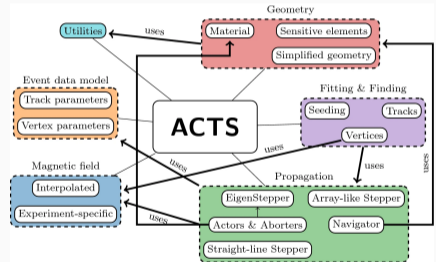 Geometry
Utilities
uses
Material
Sensitive elements
Simplified geometry
Event data model
Track parameters
Vertex parameters
ACTS
Fitting & Finding
Seeding
Tracks
Vertices
uses
uses
uses
uses
Magnetic field
Interpolated
Experiment-specific
uses
Propagation
EigenStepper
Array-like Stepper
Actors & Aborters
Navigator
Straight-line Stepper